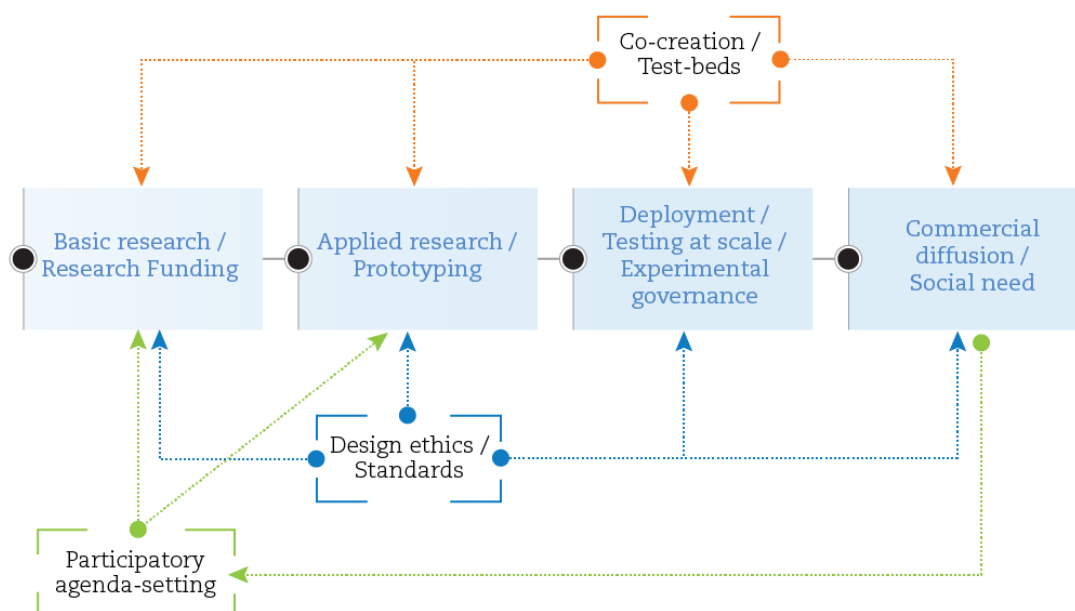 Co-creation /
Test-beds
Basic research /
Research Funding
Applied research /
Prototyping
Deployment /
Testing at scale /
Experimental
governance
Commercial
diffusion /
Social need
Design ethics /
Standards
Participatory
agenda-setting